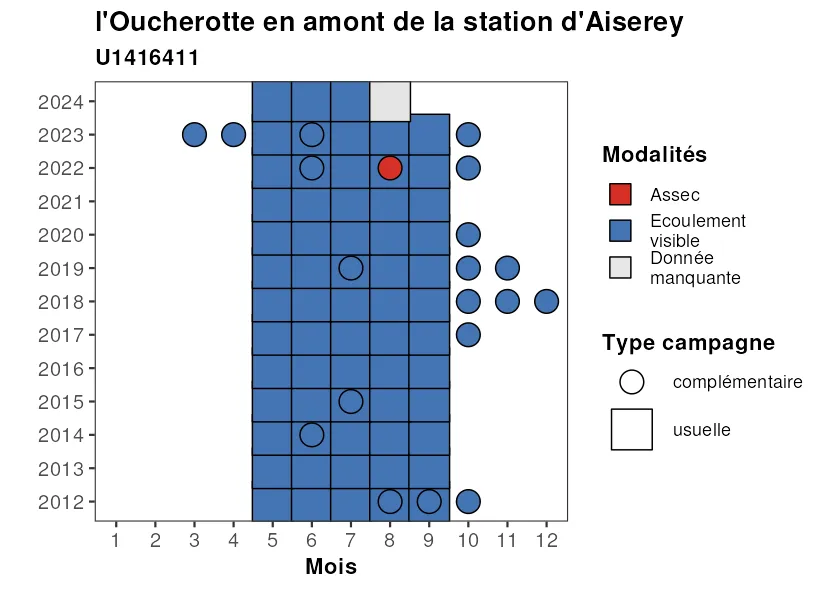 l'Oucherotte en amont de la station d'Aiserey
U1416411
2024
2023
2022
2021
2020
2019
2018
2017
2016
2015
2014
2013
2012
1 2 3 4 5 6 7 8 9 10 11 12
Mois
Modalités
Assec
Ecoulement
visible
Donnée
manquante
Type campagne
complémentaire
usuelle